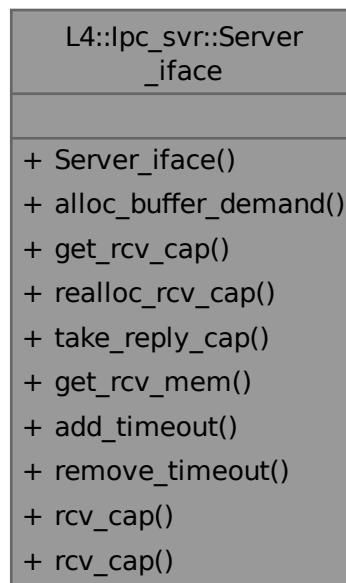 L4::Ipc_svr::Server
_iface
+ Server_iface()
+ alloc_buffer_demand()
+ get_rcv_cap()
+ realloc_rcv_cap()
+ take_reply_cap()
+ get_rcv_mem()
+ add_timeout()
+ remove_timeout()
+ rcv_cap()
+ rcv_cap()